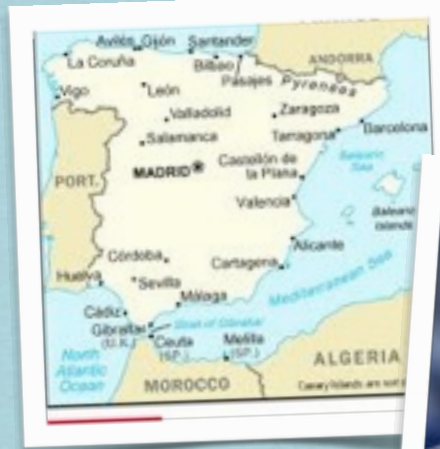 Avilés Gijón Santander
La Coruña Bilbao ANDORRA
Vigo León Pasajes Pyrenees
Valladolid Zaragoza
Salamanca Tarragona Barcelona
MADRID Castellón de la Plana Balearic Sea
PORT.
Valencia Balearic Islands
Alicante
Córdoba Cartagena
Huelva Sevilla Mediterranean Sea
Málaga
Cádiz
Gibraltar (U.K.) Strait of Gibraltar
Ceuta (SP.) Melilla (SP.)
North Atlantic Ocean
ALGERIA
MOROCCO Canary Islands are not